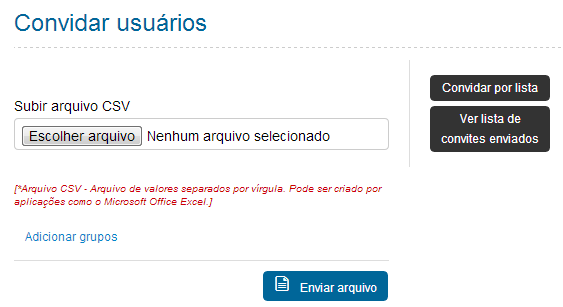 Convidar usuários
Subir arquivo CSV
Escolher arquivo Nenhum arquivo selecionado
[*Arquivo CSV - Arquivo de valores separados por vírgula. Pode ser criado por
aplicações como o Microsoft Office Excel.]
Adicionar grupos
Enviar arquivo
Convidar por lista
Ver lista de
convites enviados